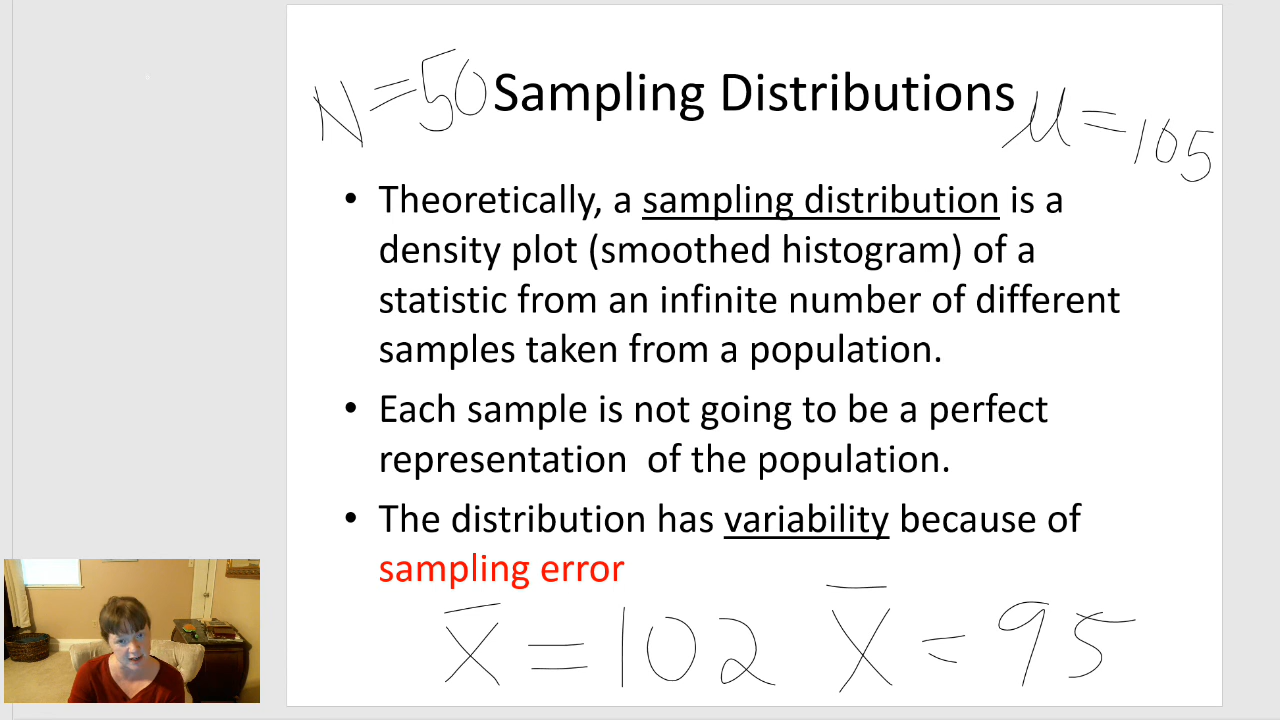 N=50 Sampling Distributions μ=105
• Theoretically, a sampling distribution is a
density plot (smoothed histogram) of a
statistic from an infinite number of different
samples taken from a population.
• Each sample is not going to be a perfect
representation of the population.
• The distribution has variability because of
sampling error
X̅ = 102 X̅ = 95